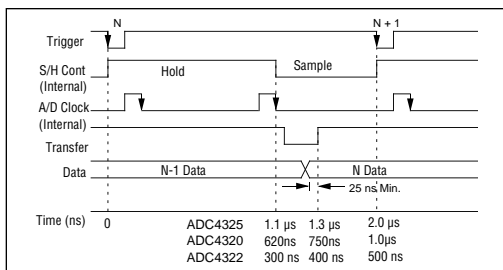 N N + 1
Trigger
S/H Cont
(Internal)
Hold Sample
A/D Clock
(Internal)
Transfer
Data N-1 Data N Data
25 ns Min.
Time (ns) 0 ADC4325 1.1 µs 1.3 µs 2.0 µs
ADC4320 620ns 750ns 1.0µs
ADC4322 300 ns 400 ns 500 ns